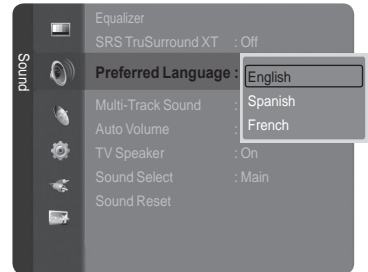 Sound
Equalizer
SRS TruSurround XT : Off
Preferred Language : English
Spanish
French
Multi-Track Sound :
Auto Volume :
TV Speaker : On
Sound Select : Main
Sound Reset